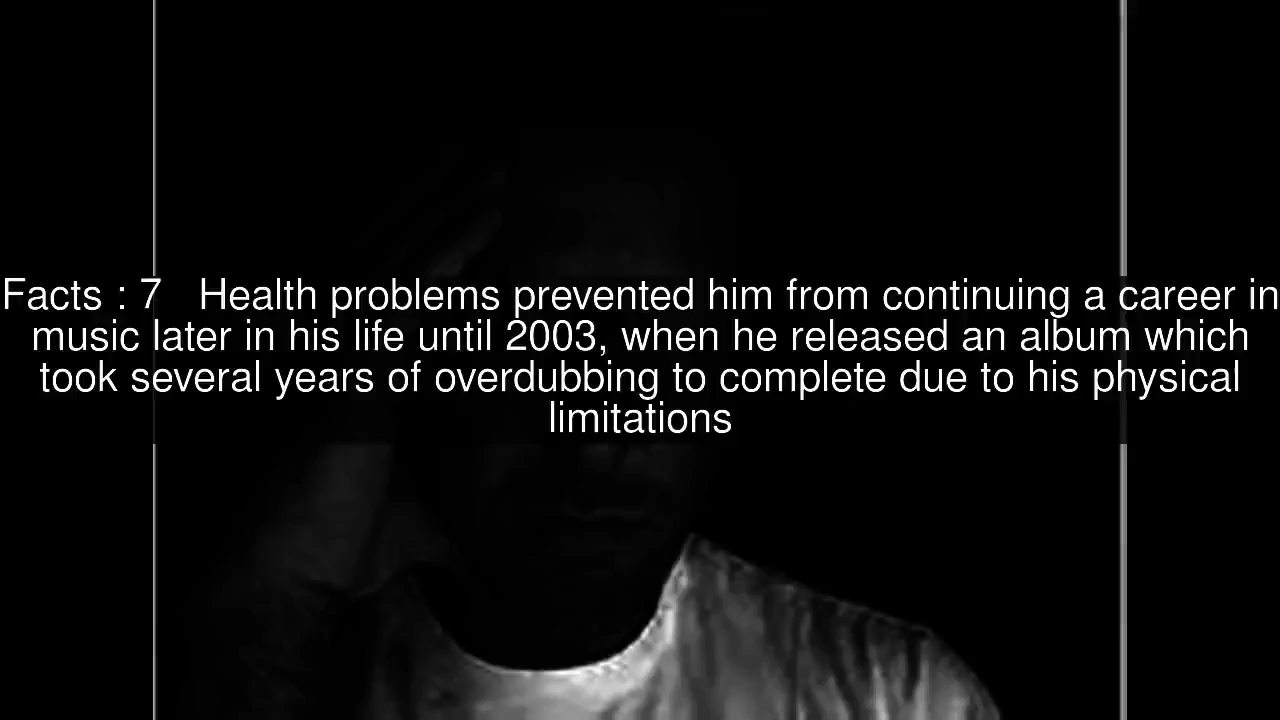 Facts : 7   Health problems prevented him from continuing a career in
music later in his life until 2003, when he released an album which
took several years of overdubbing to complete due to his physical
limitations